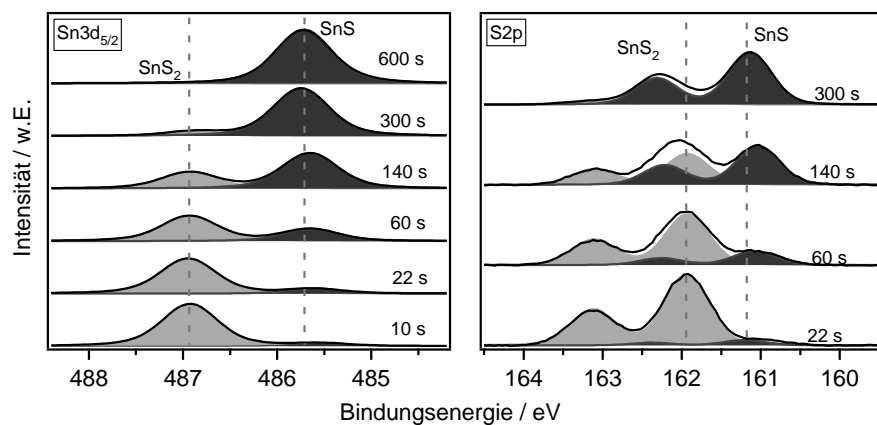 Sn3d5/2
SnS2
SnS
600 s
300 s
140 s
60 s
22 s
10 s
488 487 486 485
S2p
SnS2
SnS
300 s
140 s
60 s
22 s
164 163 162 161 160
Intensität / w.E.
Bindungsenergie / eV